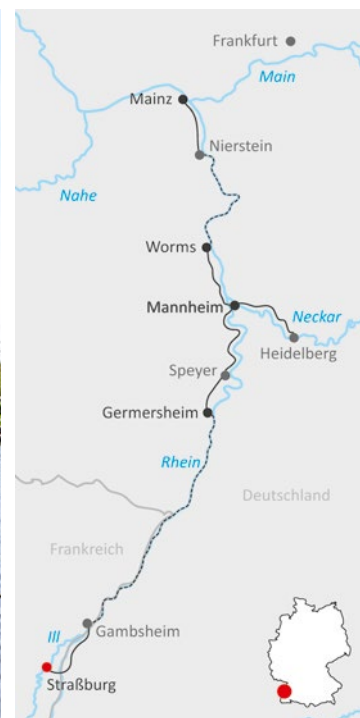 Frankfurt
Main
Mainz
Nierstein
Nahe
Worms
Mannheim
Neckar
Heidelberg
Speyer
Germersheim
Rhein
Deutschland
Frankreich
Gambsheim
Ill
Straßburg